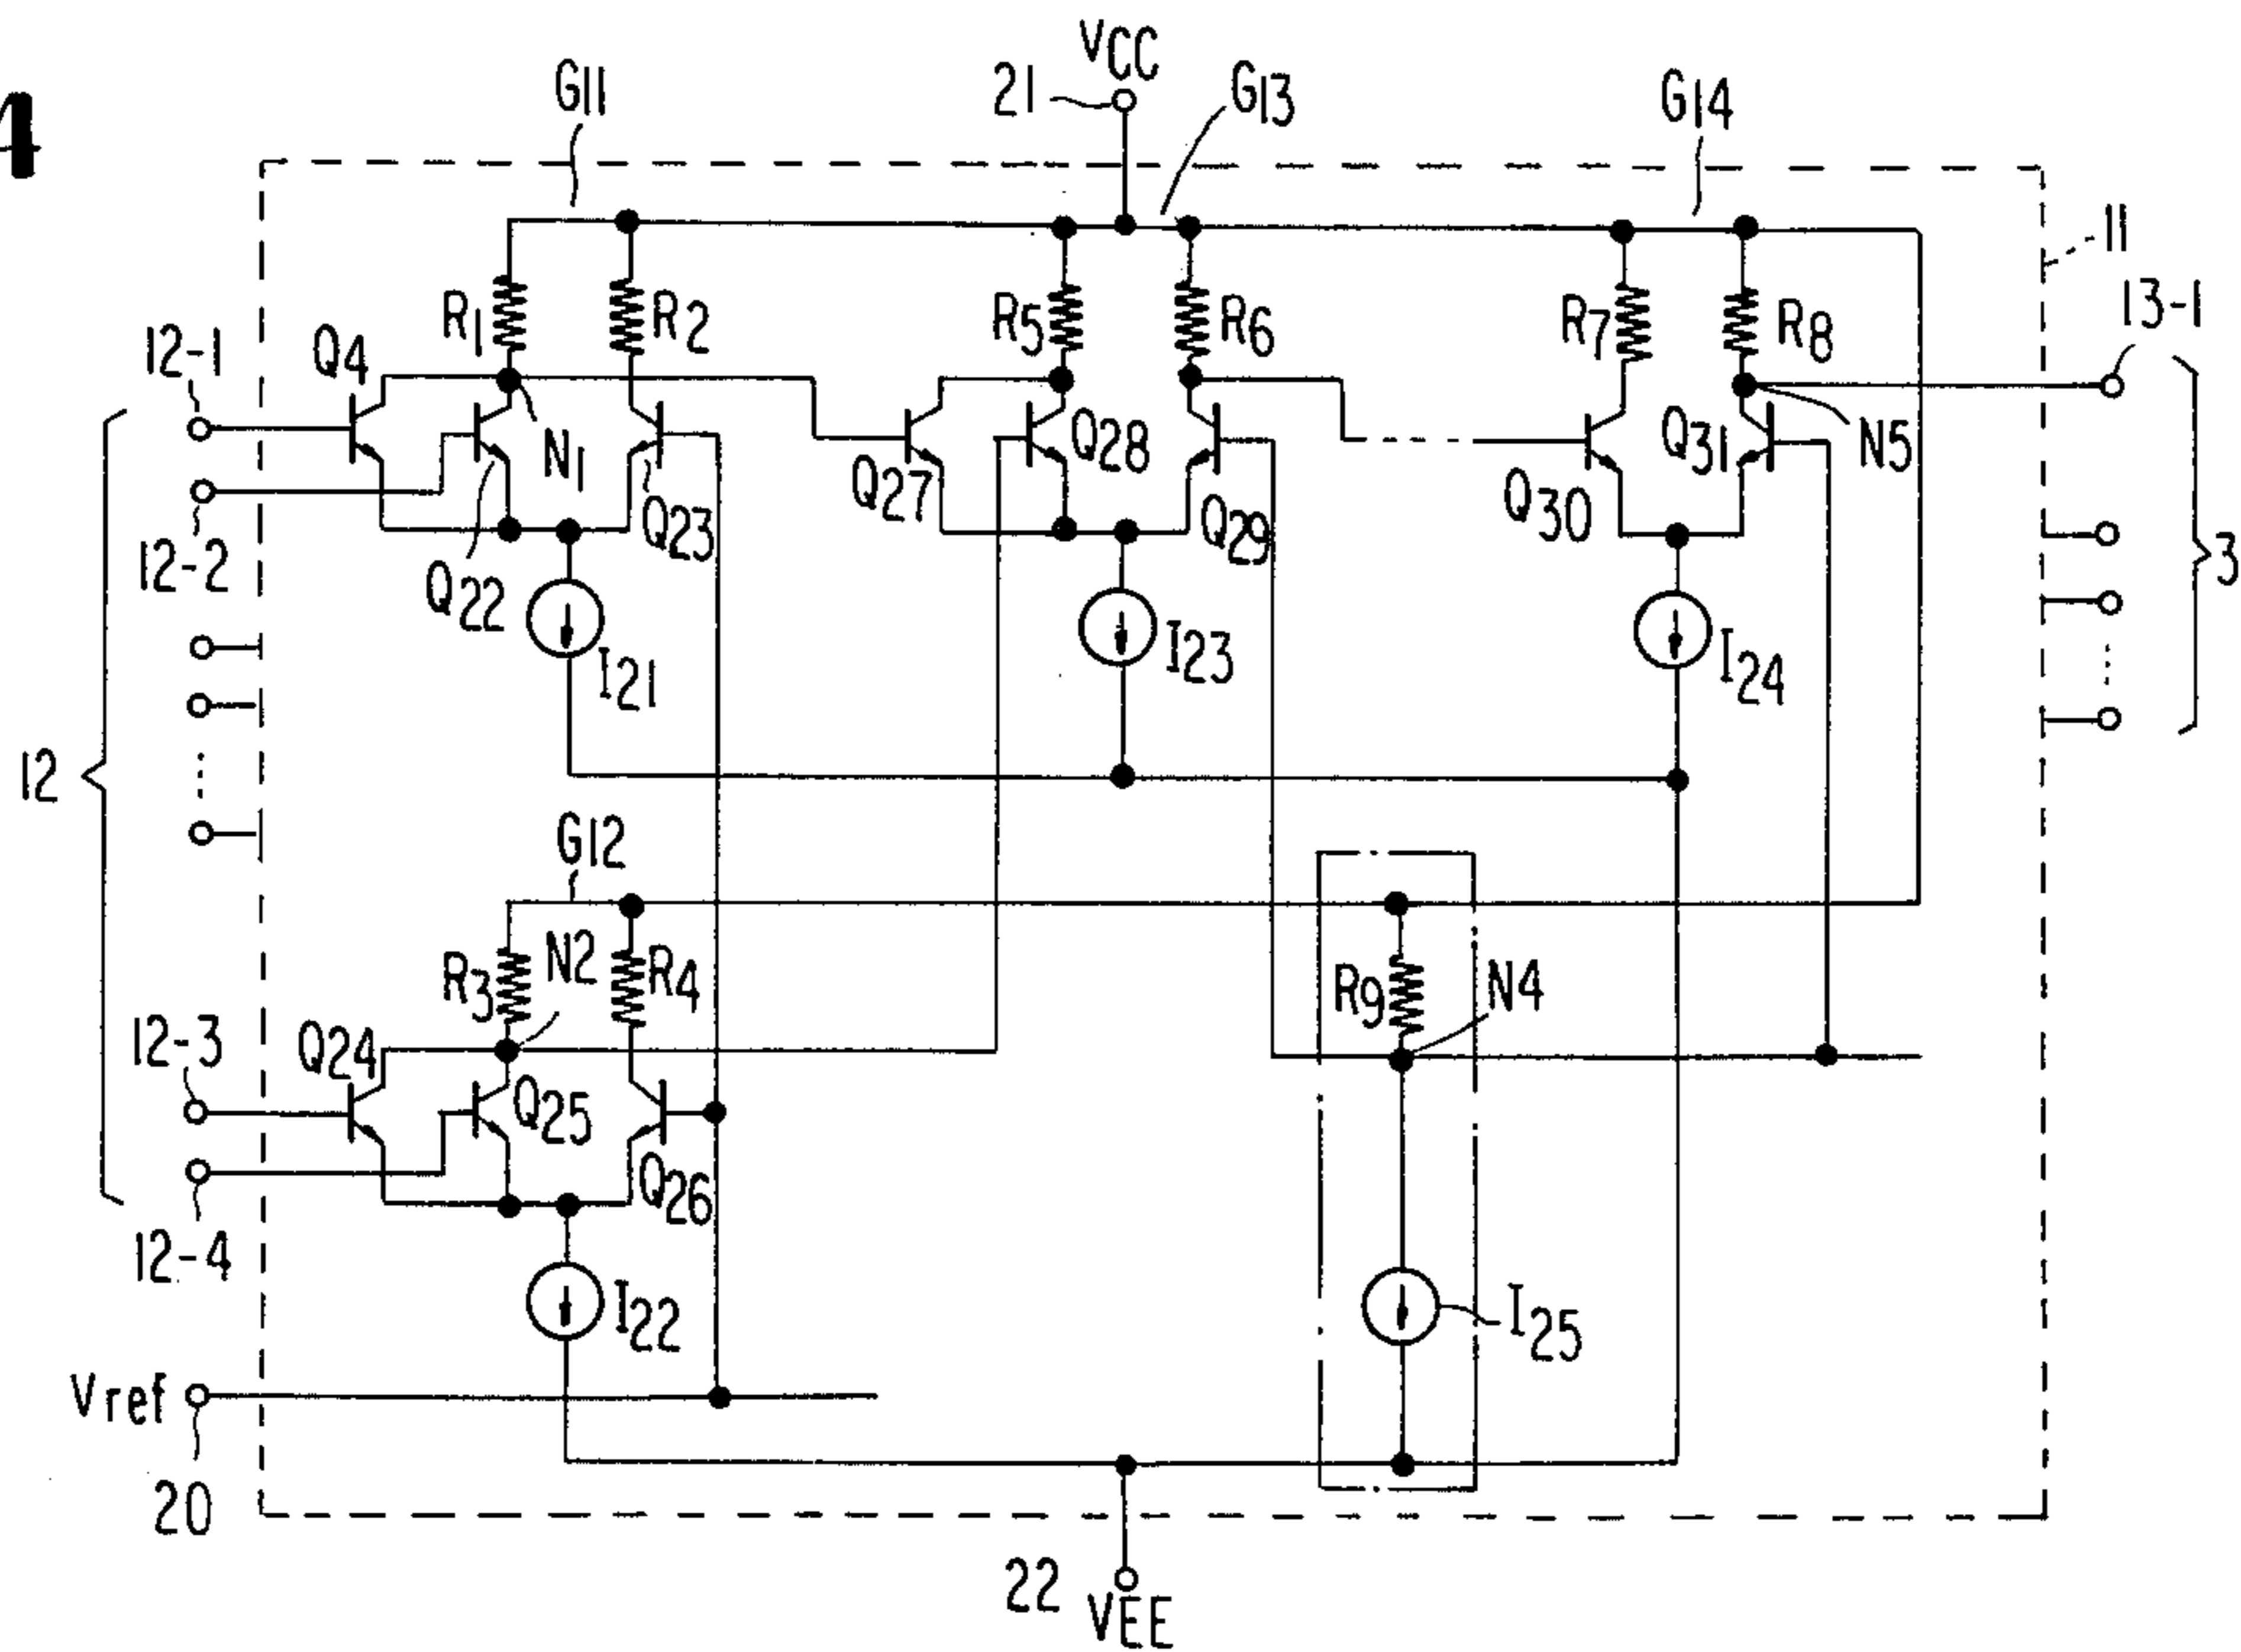 4
VCC
G11
21
G13
G14
11
13-1
12-1
Q4
R1
R2
R5
R6
R7
R8
N1
Q28
Q31
N5
Q27
Q23
Q29
Q30
12-2
Q22
3
I21
I23
I24
12
G12
N2
R3
R4
R9
N4
12-3
Q24
Q25
Q26
12-4
I22
I25
Vref
20
22
VEE